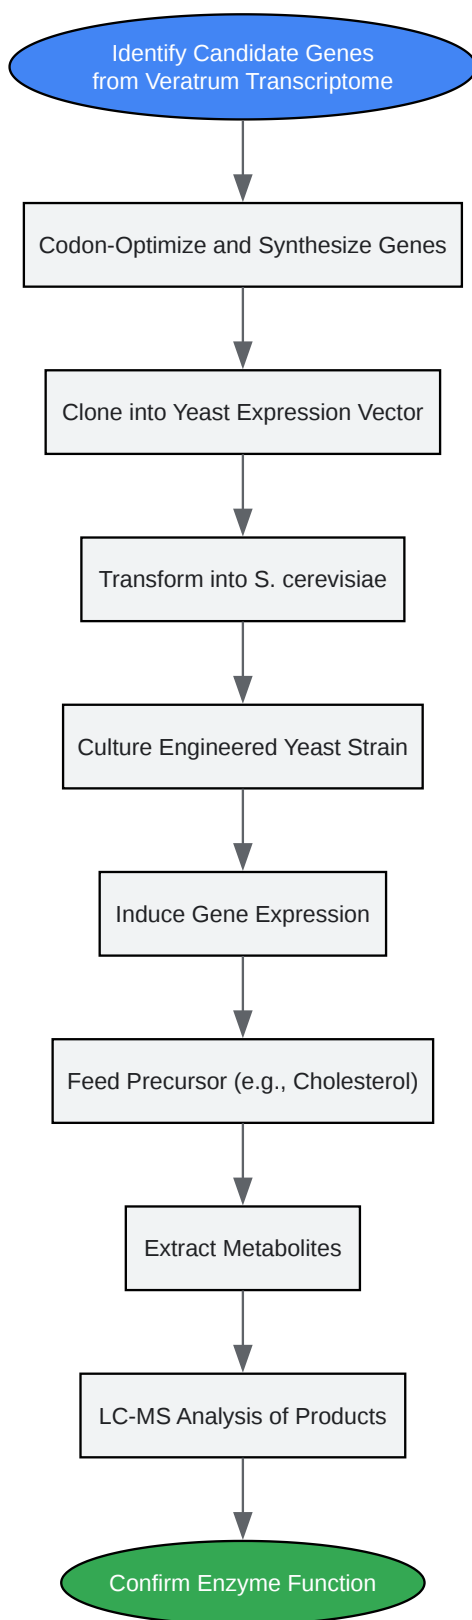 Identify Candidate Genes
from Veratrum Transcriptome
Codon-Optimize and Synthesize Genes
Clone into Yeast Expression Vector
Transform into S. cerevisiae
Culture Engineered Yeast Strain
Induce Gene Expression
Feed Precursor (e.g., Cholesterol)
Extract Metabolites
LC-MS Analysis of Products
Confirm Enzyme Function